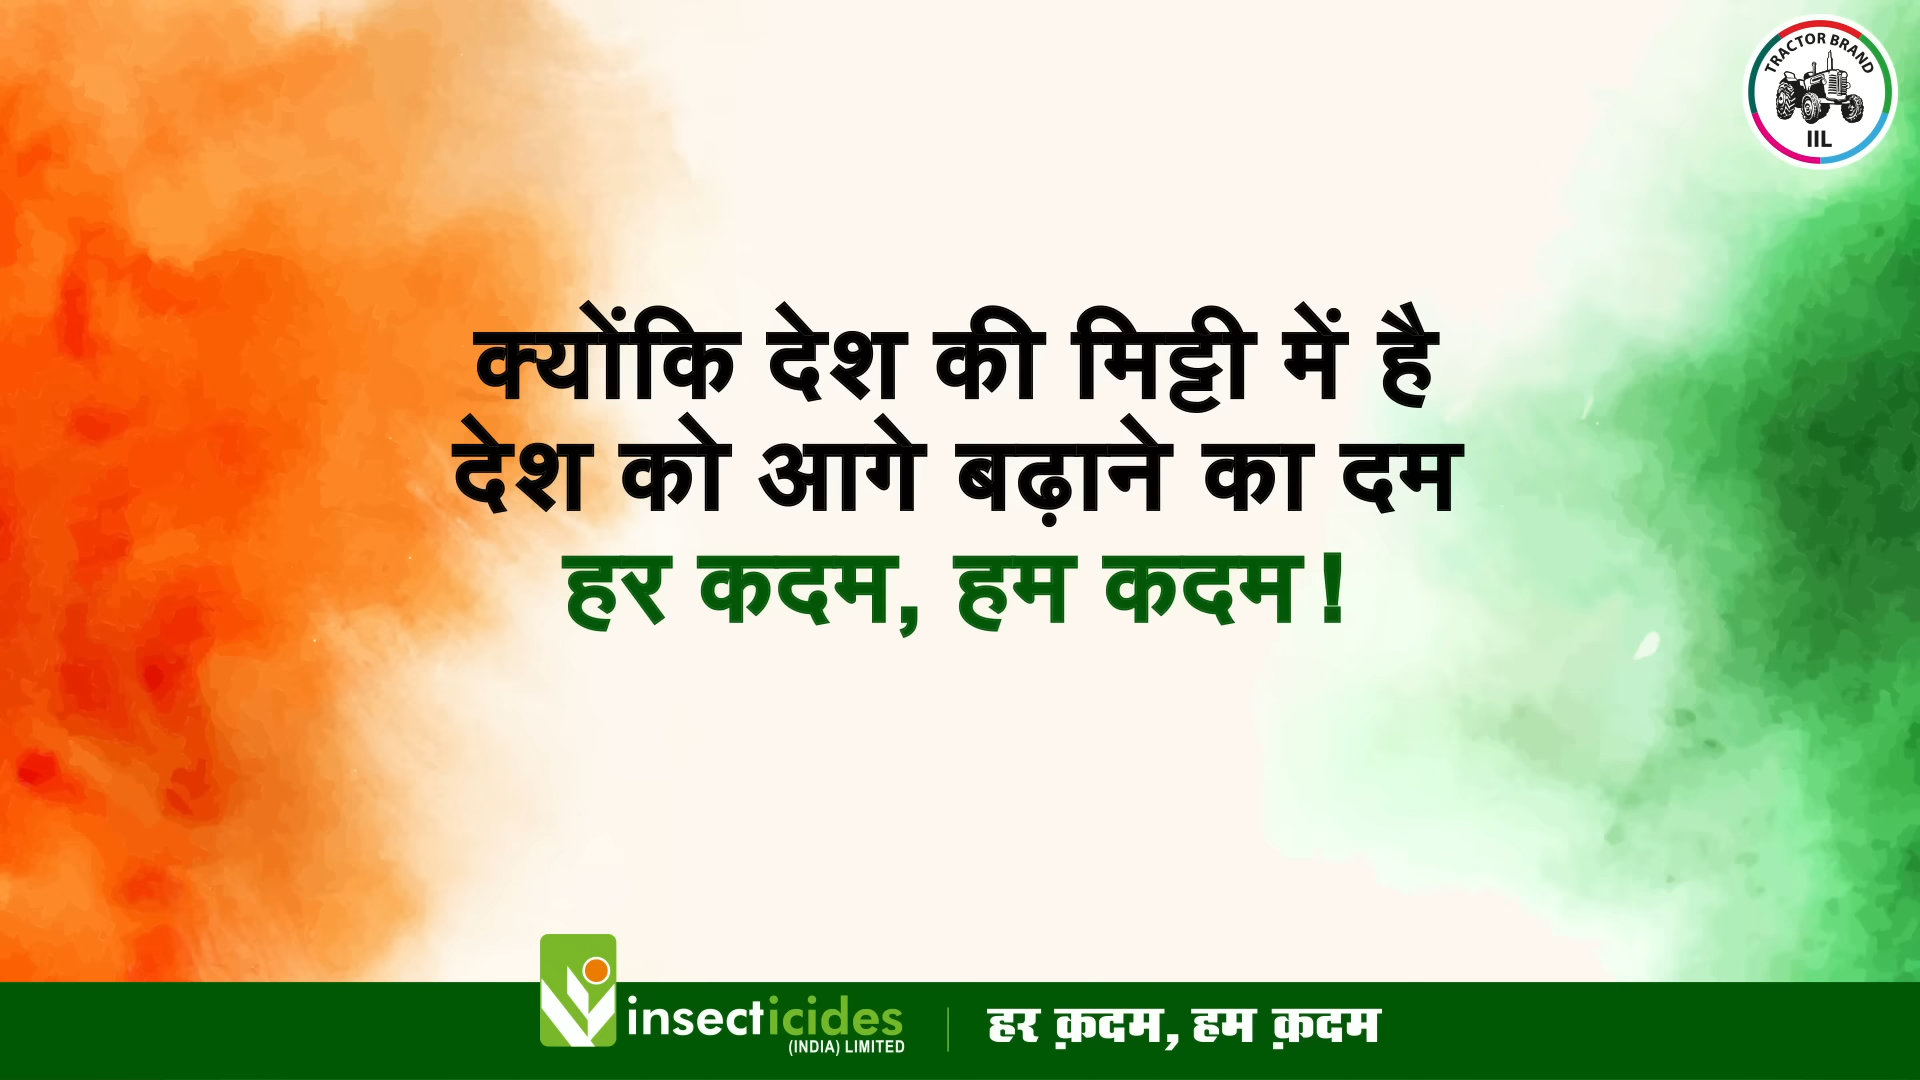 TRACTOR BRAND
IIL
क्योंकि देश की मिट्टी में है
देश को आगे बढ़ाने का दम
हर कदम, हम कदम!
insecticides
(INDIA) LIMITED
हर क़दम, हम क़दम